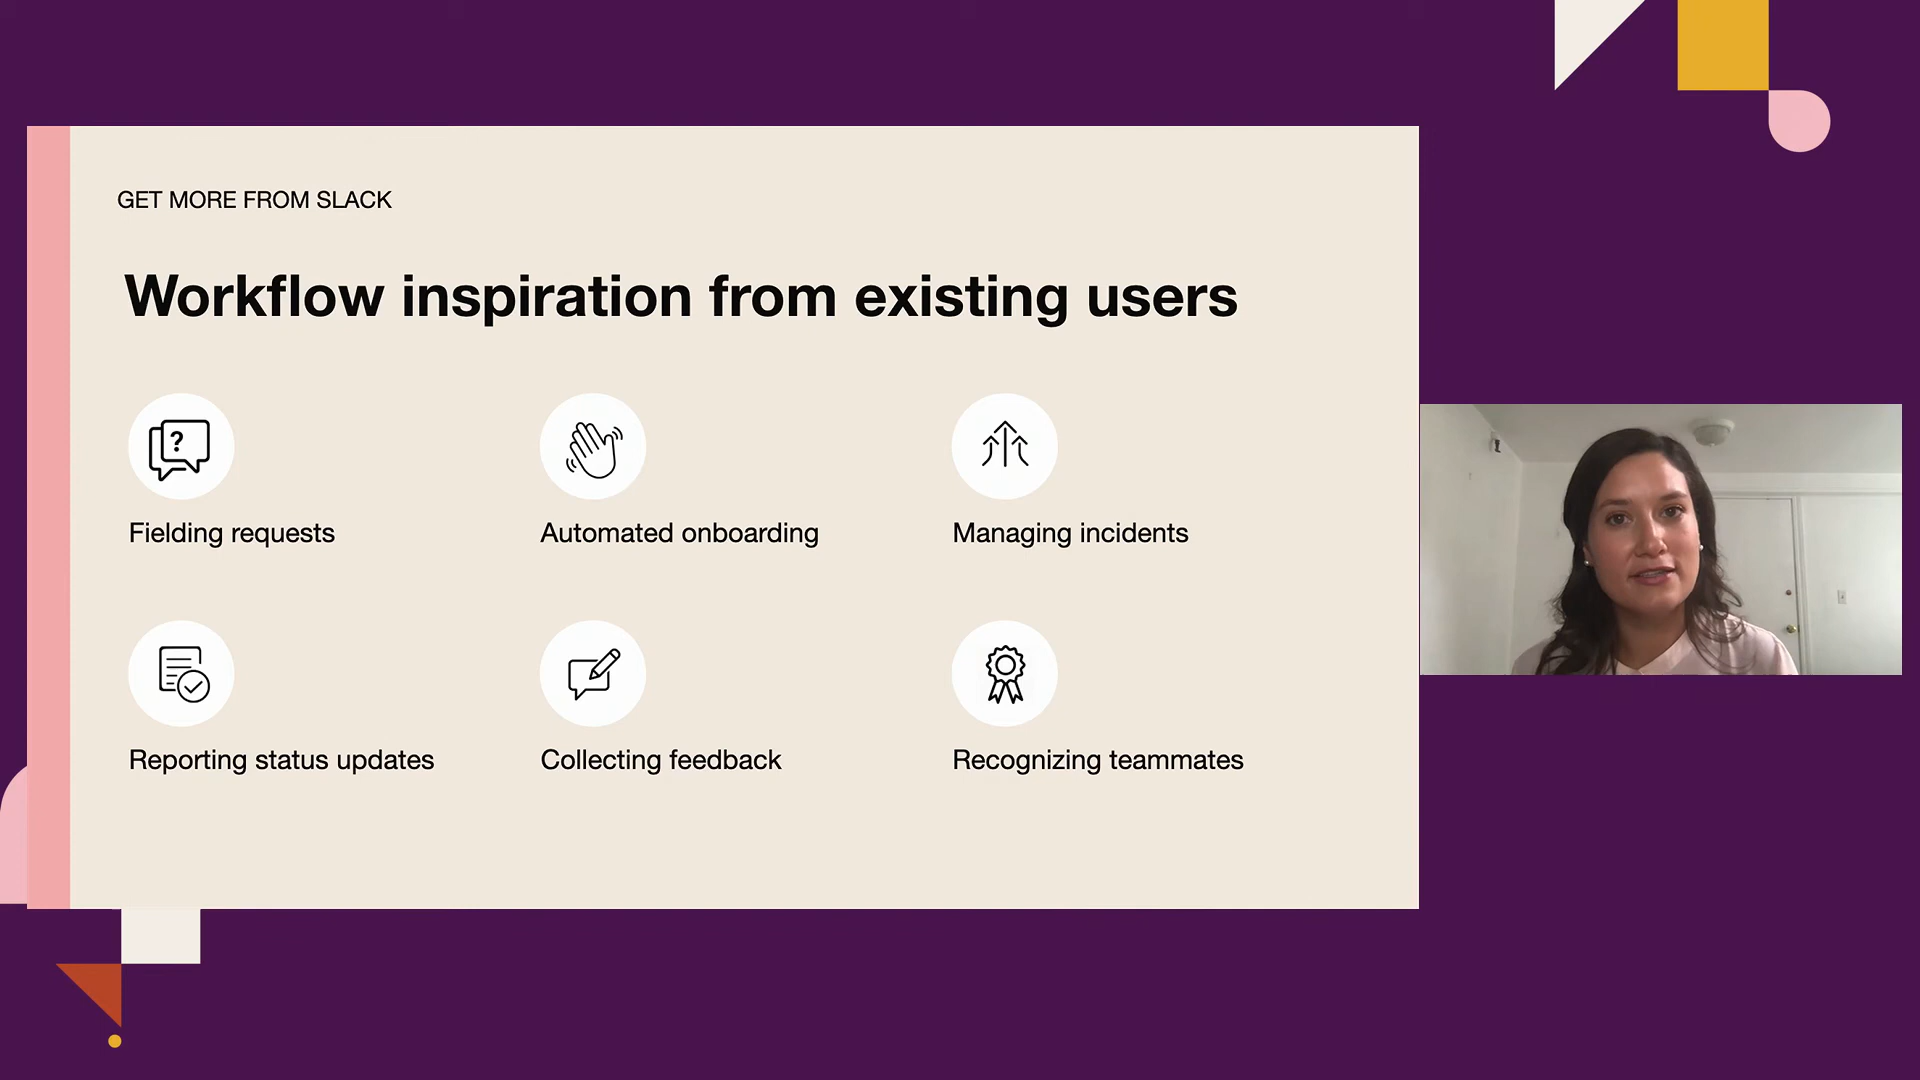 GET MORE FROM SLACK
Workflow inspiration from existing users
?
Fielding requests
Automated onboarding
Managing incidents
Reporting status updates
Collecting feedback
Recognizing teammates